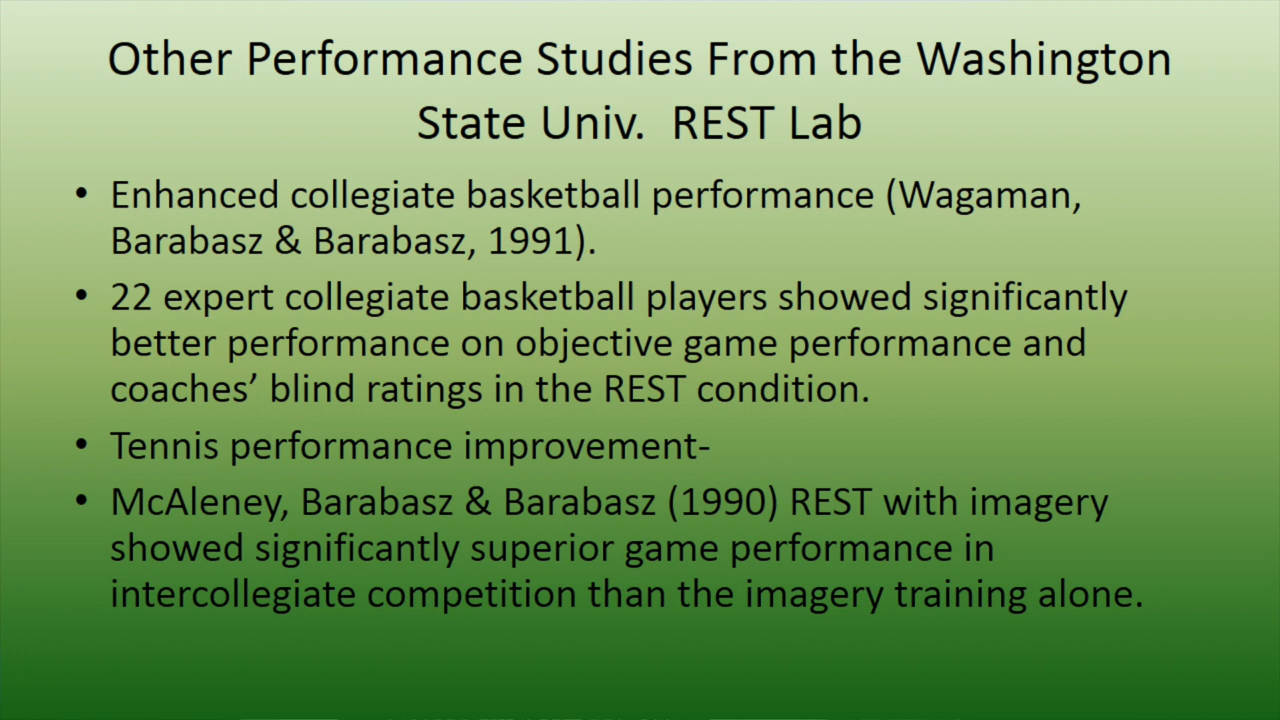 Other Performance Studies From the Washington
State Univ.  REST Lab
• Enhanced collegiate basketball performance (Wagaman,
Barabasz & Barabasz, 1991).
• 22 expert collegiate basketball players showed significantly
better performance on objective game performance and
coaches’ blind ratings in the REST condition.
• Tennis performance improvement-
• McAleney, Barabasz & Barabasz (1990) REST with imagery
showed significantly superior game performance in
intercollegiate competition than the imagery training alone.